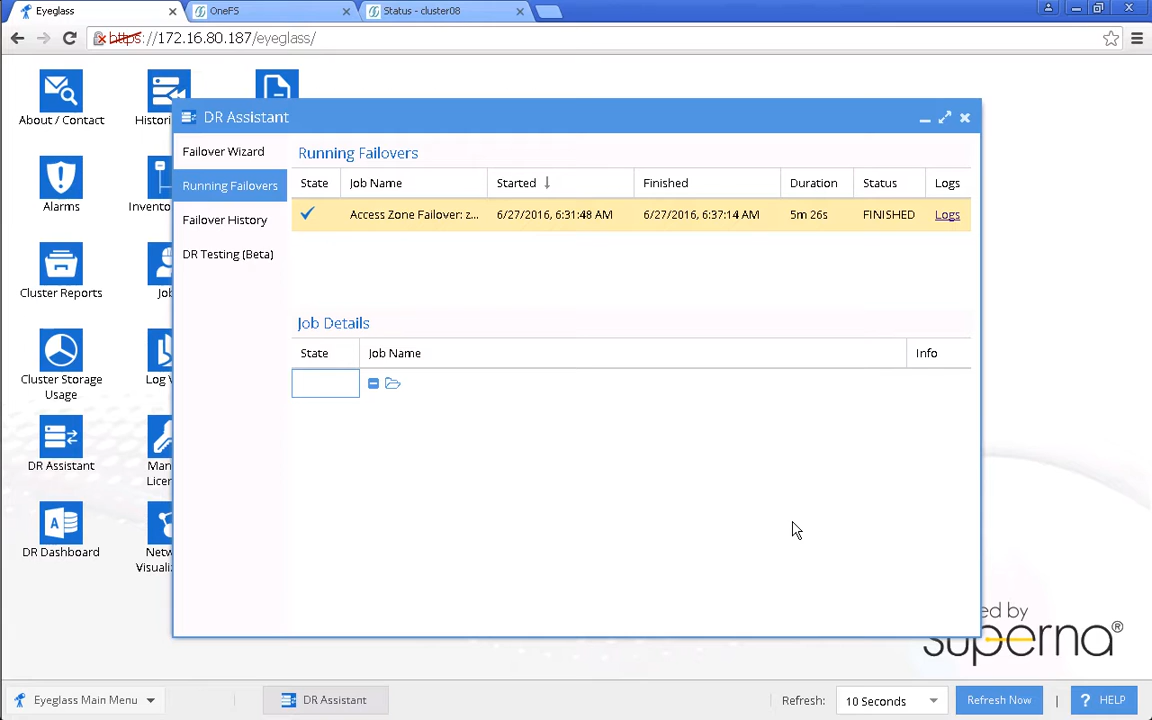 Eyeglass
OneFS
Status - cluster08
https://172.16.80.187/eyeglass/
About / Contact
Histori
DR Assistant
Failover Wizard
Running Failovers
Failover History
DR Testing (Beta)
Running Failovers
State Job Name Started Finished Duration Status Logs
Access Zone Failover: z... 6/27/2016, 6:31:48 AM 6/27/2016, 6:37:14 AM 5m 26s FINISHED Logs
Job Details
State Job Name Info
Alarms
Invento
Cluster Reports
Job
Cluster Storage
Usage
Log V
DR Assistant
Man
Licen
DR Dashboard
Netw
Visualiz
ed by
superna®
Eyeglass Main Menu
DR Assistant
Refresh: 10 Seconds
Refresh Now
| ? HELP